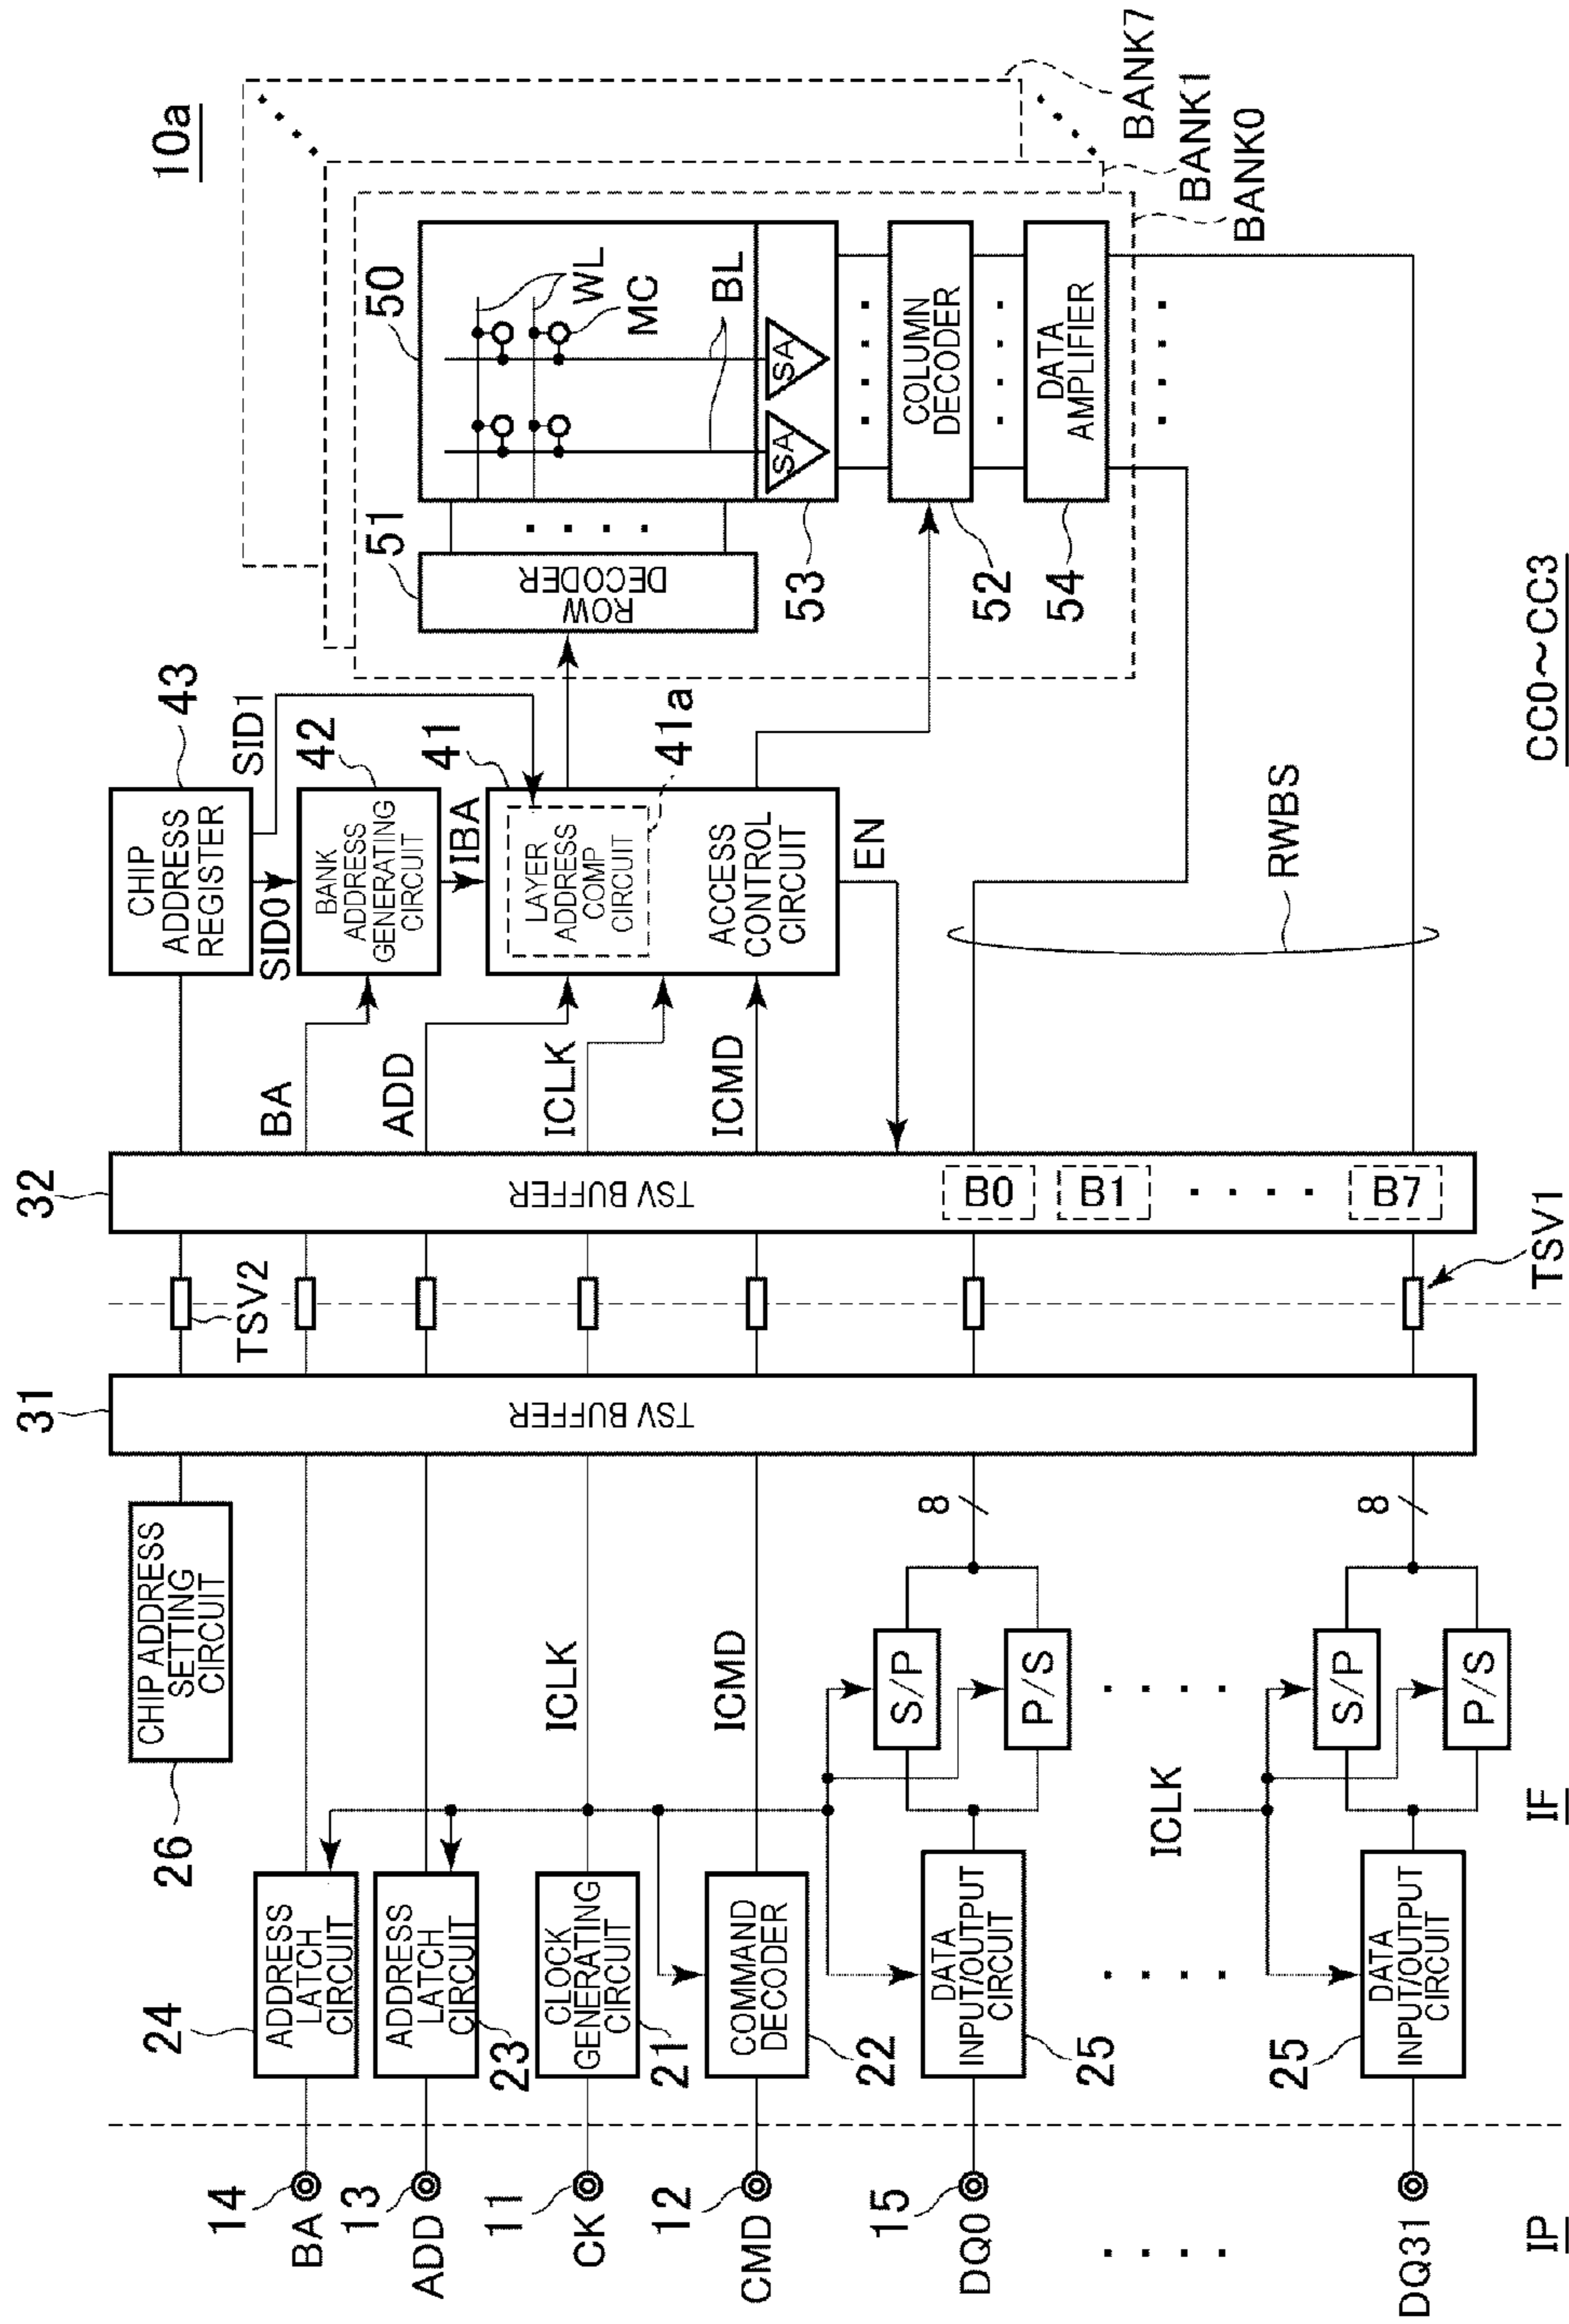 10a
BANK7
BANK1
BANK0
50
WL
MC
BL
SA
SA
51
ROW
DECODER
53
COLUMN
DECODER
52
DATA
AMPLIFIER
54
43
CHIP
ADDRESS
REGISTER
SID1
SID0
42
BANK
ADDRESS
GENERATING
CIRCUIT
IBA
41
LAYER
ADDRESS
COMP
CIRCUIT
41a
ACCESS
CONTROL
CIRCUIT
EN
RWBS
CC0~CC3
BA
ADD
ICLK
ICMD
32
TSV BUFFER
B0
B1
B7
TSV2
TSV1
31
TSV BUFFER
CHIP ADDRESS
SETTING
CIRCUIT
26
ICLK
ICMD
8
8
S/P
P/S
S/P
P/S
ICLK
IF
24
ADDRESS
LATCH
CIRCUIT
ADDRESS
LATCH
CIRCUIT
23
CLOCK
GENERATING
CIRCUIT
21
COMMAND
DECODER
22
DATA
INPUT/OUTPUT
CIRCUIT
25
DATA
INPUT/OUTPUT
CIRCUIT
25
14
BA
13
ADD
11
CK
12
CMD
15
DQ0
DQ31
IP